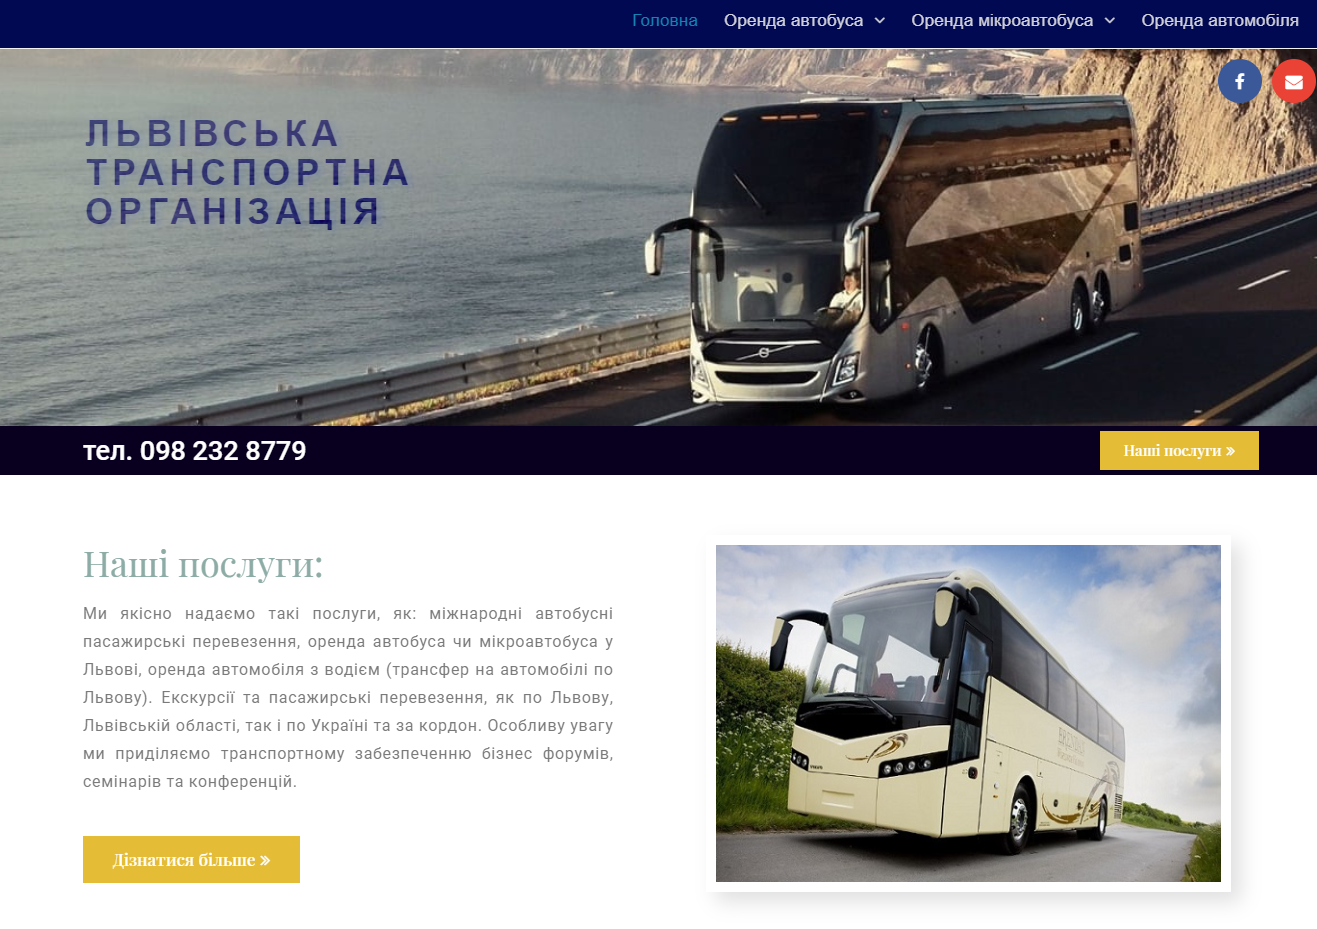 Головна Оренда автобуса Оренда мікроавтобуса Оренда автомобіля
ЛЬВІВСЬКА
ТРАНСПОРТНА
ОРГАНІЗАЦІЯ
тел. 098 232 8779
Наші послуги »
Наші послуги:
Ми якісно надаємо такі послуги, як: міжнародні автобусні
пасажирські перевезення, оренда автобуса чи мікроавтобуса у
Львові, оренда автомобіля з водієм (трансфер на автомобілі по
Львову). Екскурсії та пасажирські перевезення, як по Львову,
Львівській області, так і по Україні та за кордон. Особливу увагу
ми приділяємо транспортному забезпеченню бізнес форумів,
семінарів та конференцій.
Дізнатися більше »